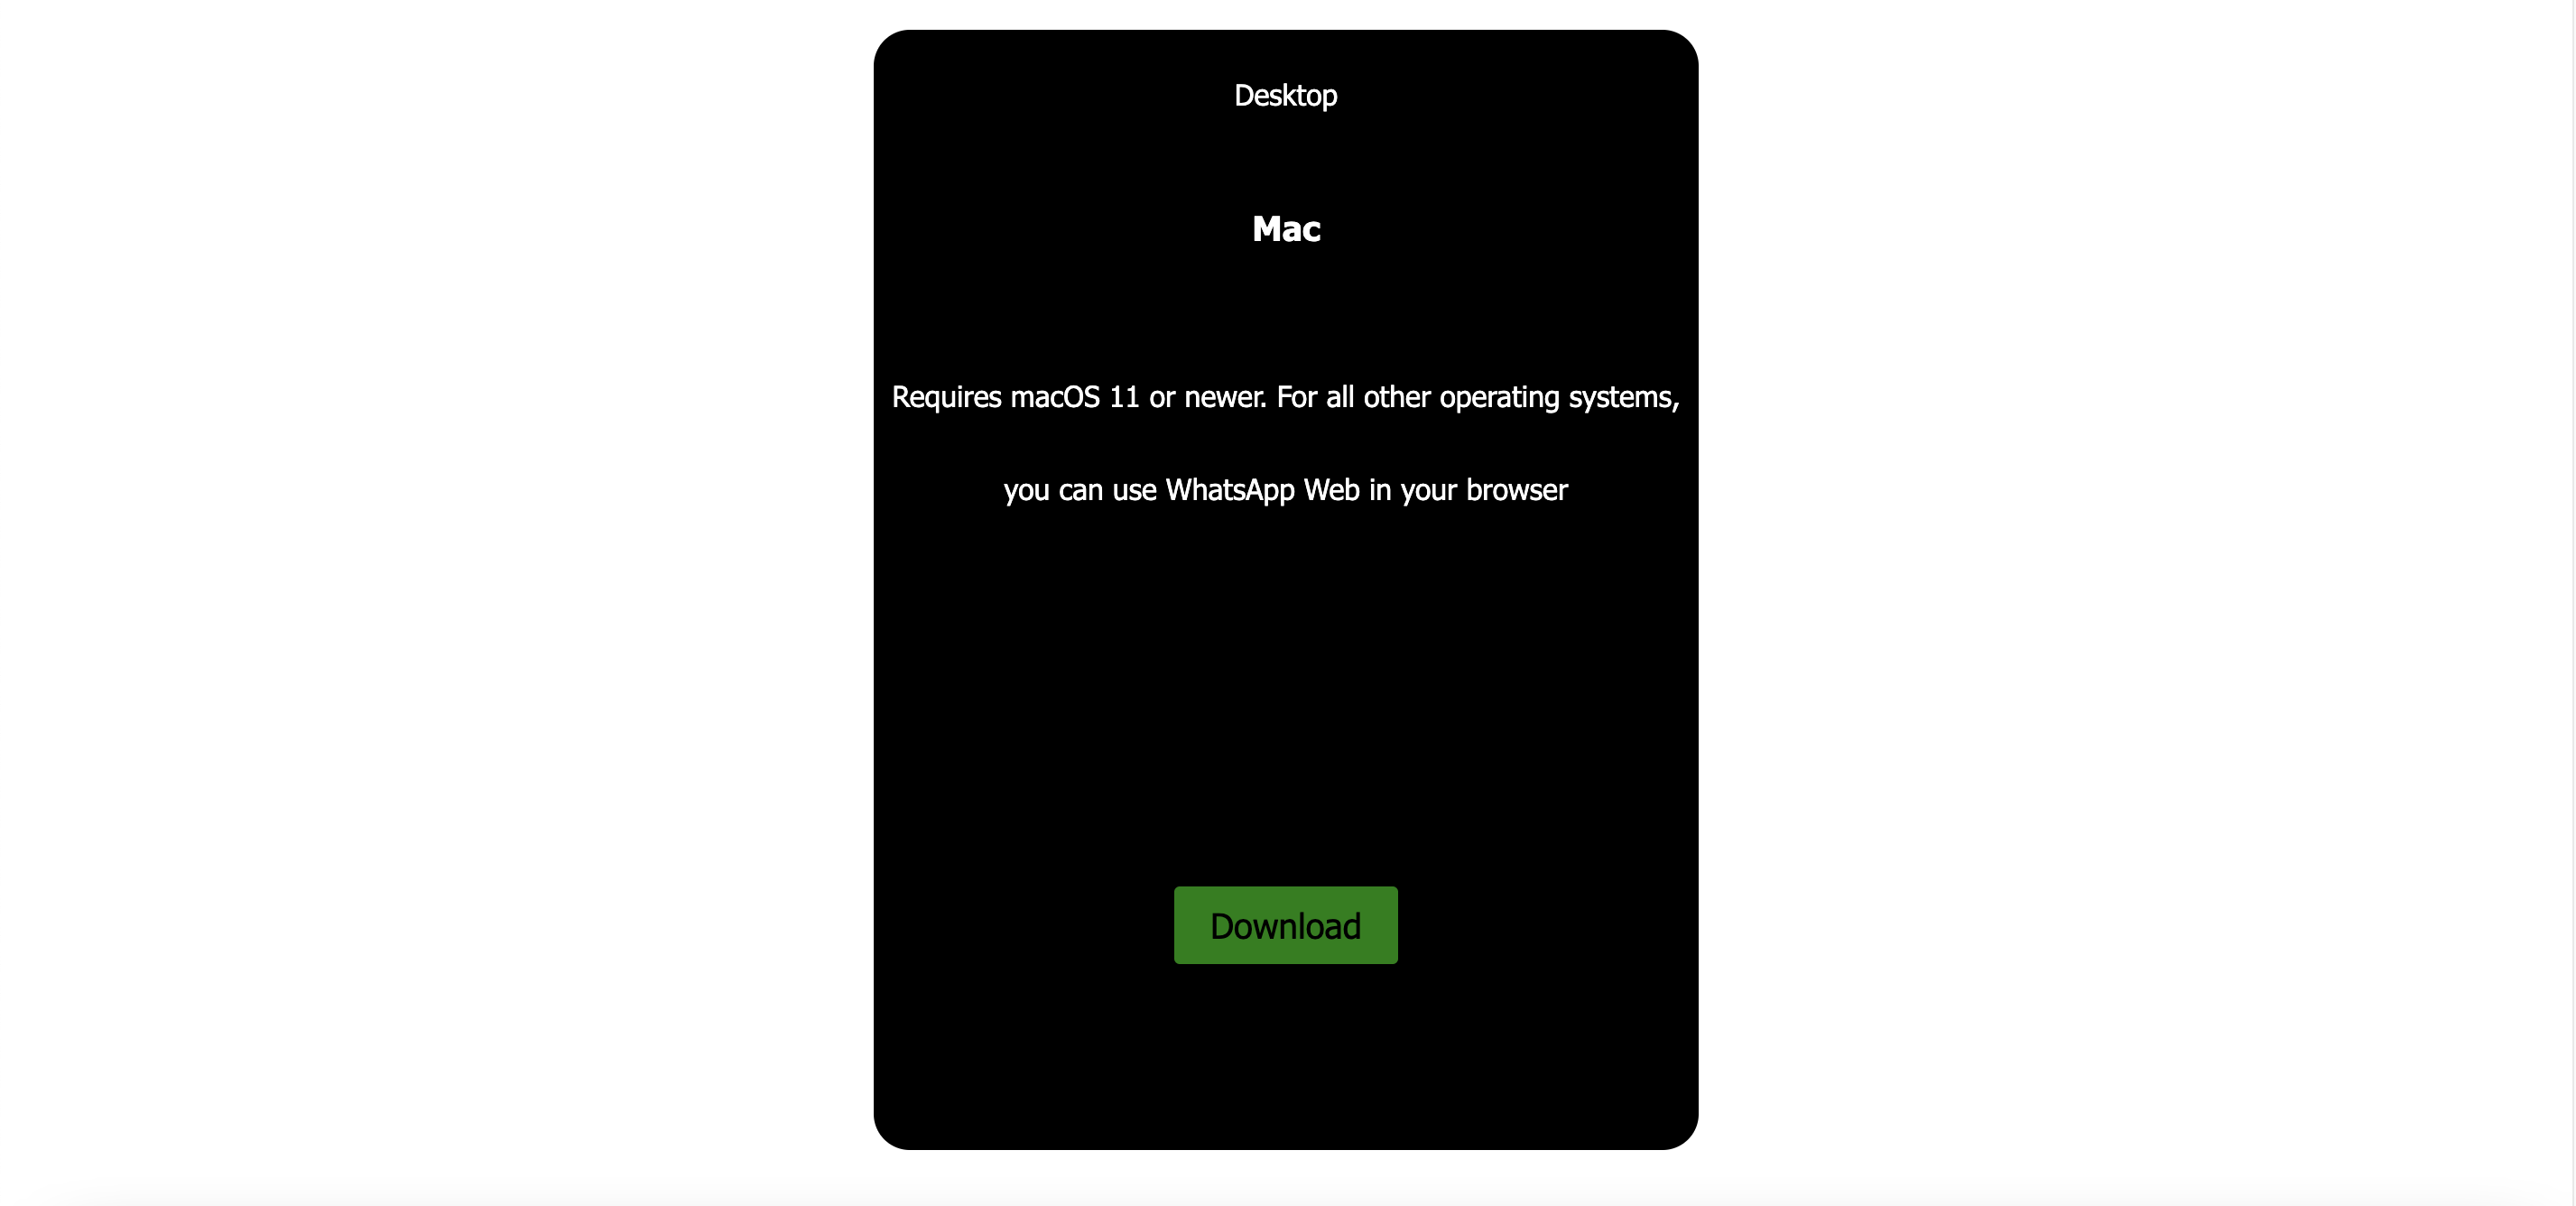 Desktop
Mac
Requires macOS 11 or newer. For all other operating systems,
you can use WhatsApp Web in your browser
Download